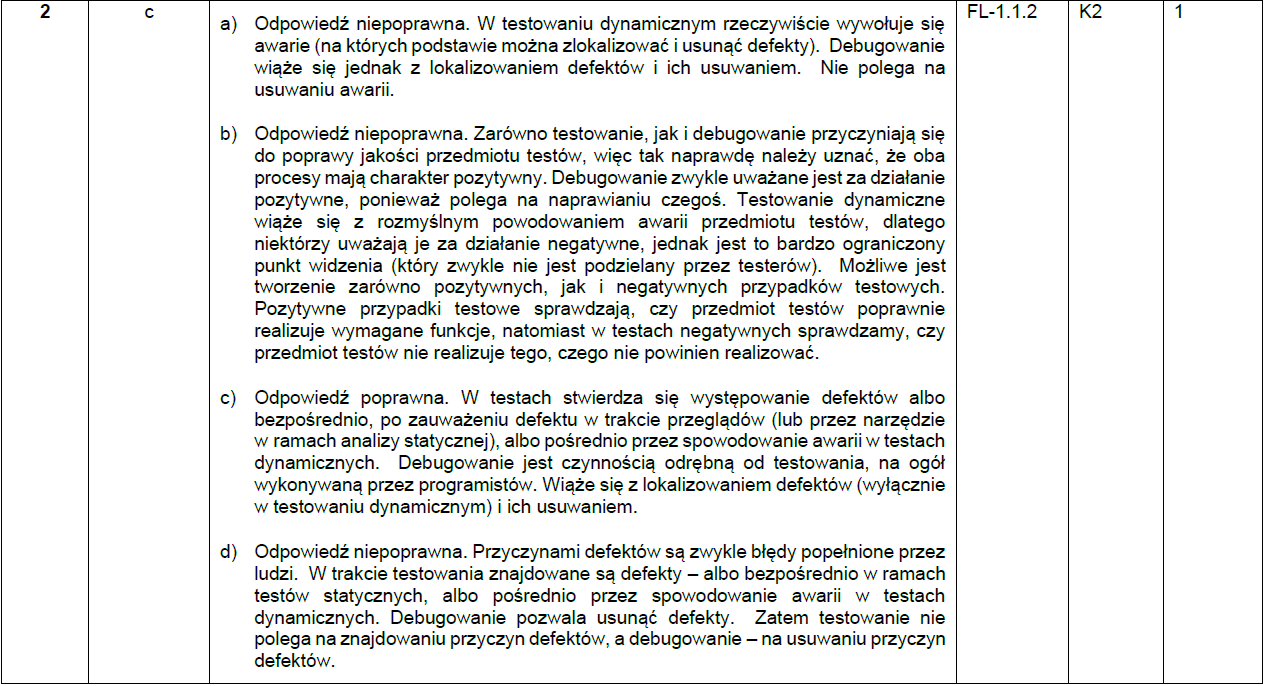 2 c a) Odpowiedź niepoprawna. W testowaniu dynamicznym rzeczywiście wywołuje się FL-1.1.2 K2 1
awarie (na których podstawie można zlokalizować i usunąć defekty). Debugowanie
wiąże się jednak z lokalizowaniem defektów i ich usuwaniem. Nie polega na
usuwaniu awarii.
b) Odpowiedź niepoprawna. Zarówno testowanie, jak i debugowanie przyczyniają się
do poprawy jakości przedmiotu testów, więc tak naprawdę należy uznać, że oba
procesy mają charakter pozytywny. Debugowanie zwykle uważane jest za działanie
pozytywne, ponieważ polega na naprawianiu czegoś. Testowanie dynamiczne
wiąże się z rozmyślnym powodowaniem awarii przedmiotu testów, dlatego
niektórzy uważają je za działanie negatywne, jednak jest to bardzo ograniczony
punkt widzenia (który zwykle nie jest podzielany przez testerów). Możliwe jest
tworzenie zarówno pozytywnych, jak i negatywnych przypadków testowych.
Pozytywne przypadki testowe sprawdzają, czy przedmiot testów poprawnie
realizuje wymagane funkcje, natomiast w testach negatywnych sprawdzamy, czy
przedmiot testów nie realizuje tego, czego nie powinien realizować.
c) Odpowiedź poprawna. W testach stwierdza się występowanie defektów albo
bezpośrednio, po zauważeniu defektu w trakcie przeglądów (lub przez narzędzie
w ramach analizy statycznej), albo pośrednio przez spowodowanie awarii w testach
dynamicznych. Debugowanie jest czynnością odrębną od testowania, na ogół
wykonywaną przez programistów. Wiąże się z lokalizowaniem defektów (wyłącznie
w testowaniu dynamicznym) i ich usuwaniem.
d) Odpowiedź niepoprawna. Przyczynami defektów są zwykle błędy popełnione przez
ludzi. W trakcie testowania znajdowane są defekty – albo bezpośrednio w ramach
testów statycznych, albo pośrednio przez spowodowanie awarii w testach
dynamicznych. Debugowanie pozwala usunąć defekty. Zatem testowanie nie
polega na znajdowaniu przyczyn defektów, a debugowanie – na usuwaniu przyczyn
defektów.